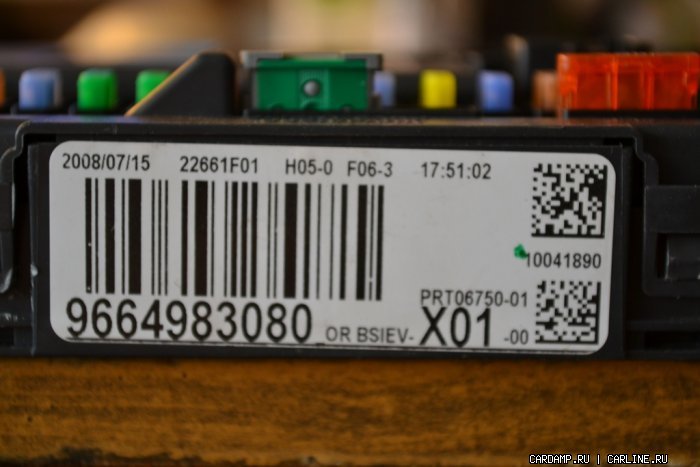 2008/07/15 22661F01 H05-0 F06-3 17:51:02
10041890
PRT06750-01
9664983080 OR BSIEV-X01-00
CARDAMP.RU | CARLINE.RU